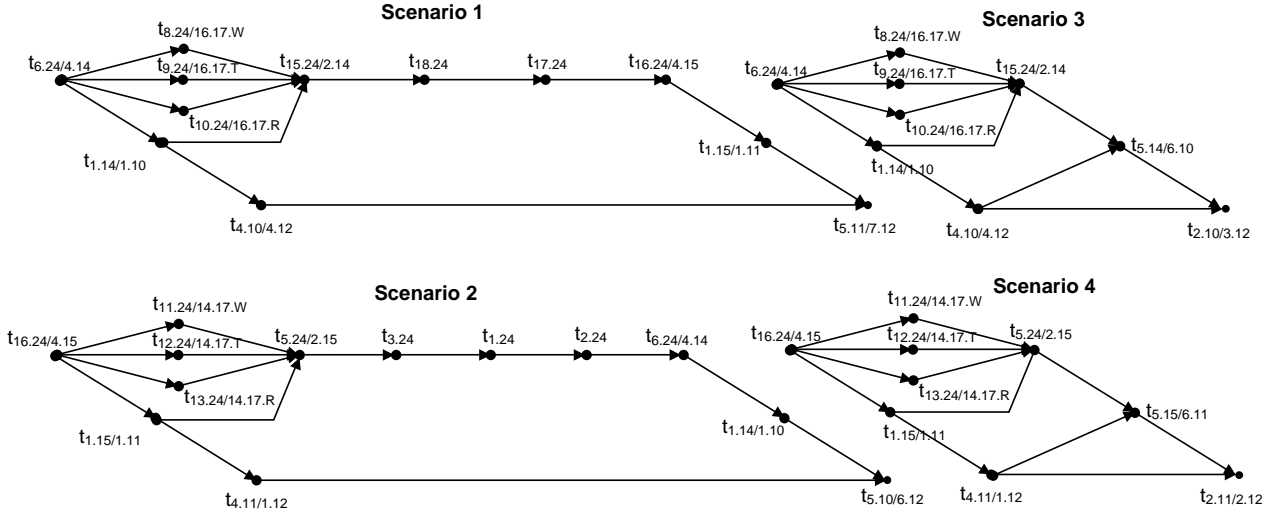 Scenario 1
t8.24/16.17.W
t6.24/4.14
t9.24/16.17.T
t15.24/2.14
t18.24
t17.24
t16.24/4.15
t10.24/16.17.R
t1.14/1.10
t1.15/1.11
t4.10/4.12
t5.11/7.12
Scenario 3
t8.24/16.17.W
t6.24/4.14
t9.24/16.17.T
t15.24/2.14
t10.24/16.17.R
t1.14/1.10
t5.14/6.10
t4.10/4.12
t2.10/3.12
Scenario 2
t11.24/14.17.W
t16.24/4.15
t12.24/14.17.T
t5.24/2.15
t3.24
t1.24
t2.24
t6.24/4.14
t13.24/14.17.R
t1.15/1.11
t1.14/1.10
t4.11/1.12
t5.10/6.12
Scenario 4
t11.24/14.17.W
t16.24/4.15
t12.24/14.17.T
t5.24/2.15
t13.24/14.17.R
t1.15/1.11
t5.15/6.11
t4.11/1.12
t2.11/2.12